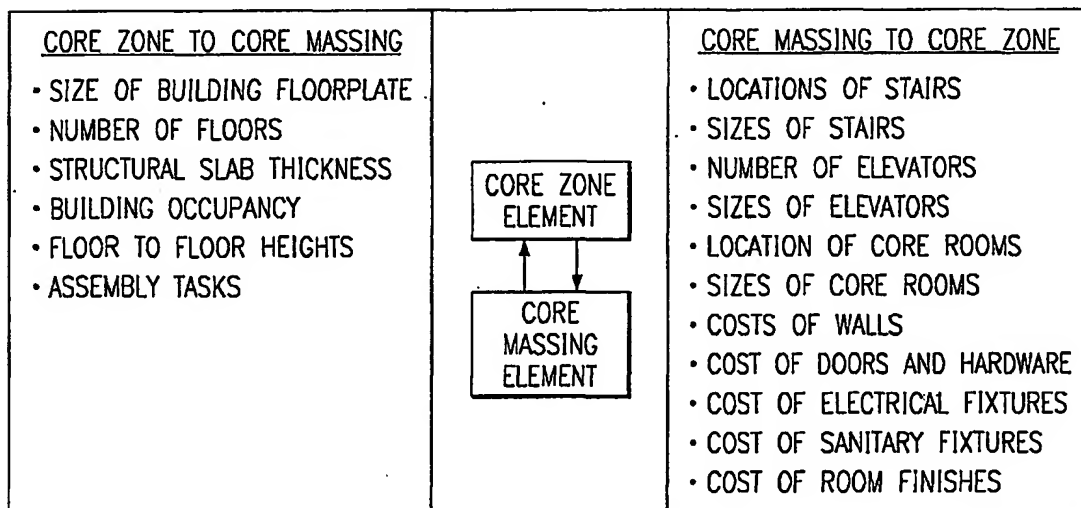 CORE ZONE TO CORE MASSING
• SIZE OF BUILDING FLOORPLATE
• NUMBER OF FLOORS
• STRUCTURAL SLAB THICKNESS
• BUILDING OCCUPANCY
• FLOOR TO FLOOR HEIGHTS
• ASSEMBLY TASKS
CORE ZONE
ELEMENT
CORE
MASSING
ELEMENT
CORE MASSING TO CORE ZONE
• LOCATIONS OF STAIRS
• SIZES OF STAIRS
• NUMBER OF ELEVATORS
• SIZES OF ELEVATORS
• LOCATION OF CORE ROOMS
• SIZES OF CORE ROOMS
• COSTS OF WALLS
• COST OF DOORS AND HARDWARE
• COST OF ELECTRICAL FIXTURES
• COST OF SANITARY FIXTURES
• COST OF ROOM FINISHES